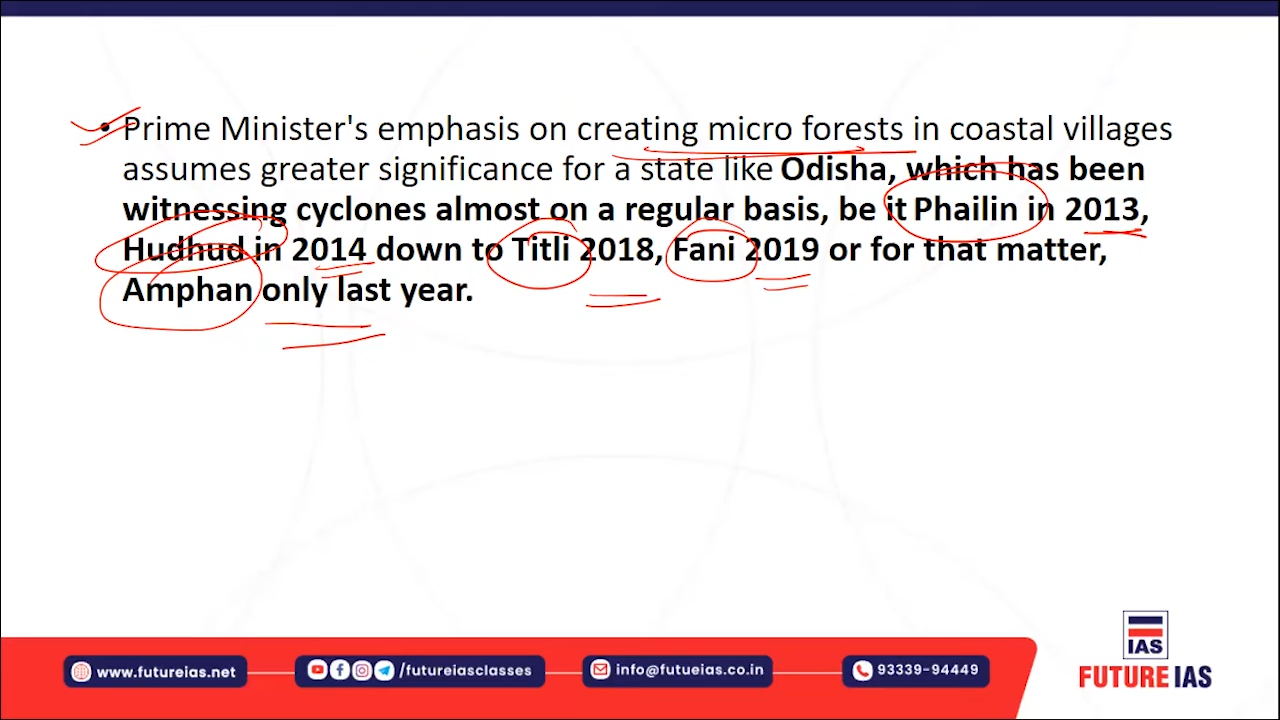 • Prime Minister's emphasis on creating micro forests in coastal villages
assumes greater significance for a state like Odisha, which has been
witnessing cyclones almost on a regular basis, be it Phailin in 2013,
Hudhud in 2014 down to Titli 2018, Fani 2019 or for that matter,
Amphan only last year.
IAS
FUTURE IAS
www.futureias.net
/futureiasclasses
info@futueias.co.in
93339-94449